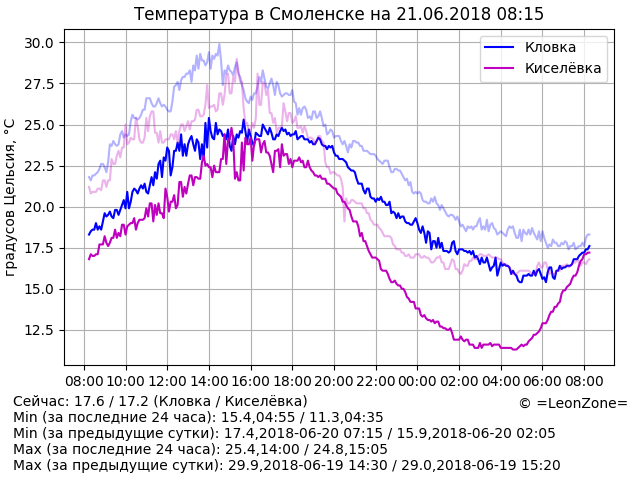 Температура в Смоленске на 21.06.2018 08:15
градусов Цельсия, °C
30.0
27.5
25.0
22.5
20.0
17.5
15.0
12.5
Кловка
Киселёвка
08:00 10:00 12:00 14:00 16:00 18:00 20:00 22:00 00:00 02:00 04:00 06:00 08:00
Сейчас: 17.6 / 17.2 (Кловка / Киселёвка)
© =LeonZone=
Min (за последние 24 часа): 15.4,04:55 / 11.3,04:35
Min (за предыдущие сутки): 17.4,2018-06-20 07:15 / 15.9,2018-06-20 02:05
Max (за последние 24 часа): 25.4,14:00 / 24.8,15:05
Max (за предыдущие сутки): 29.9,2018-06-19 14:30 / 29.0,2018-06-19 15:20